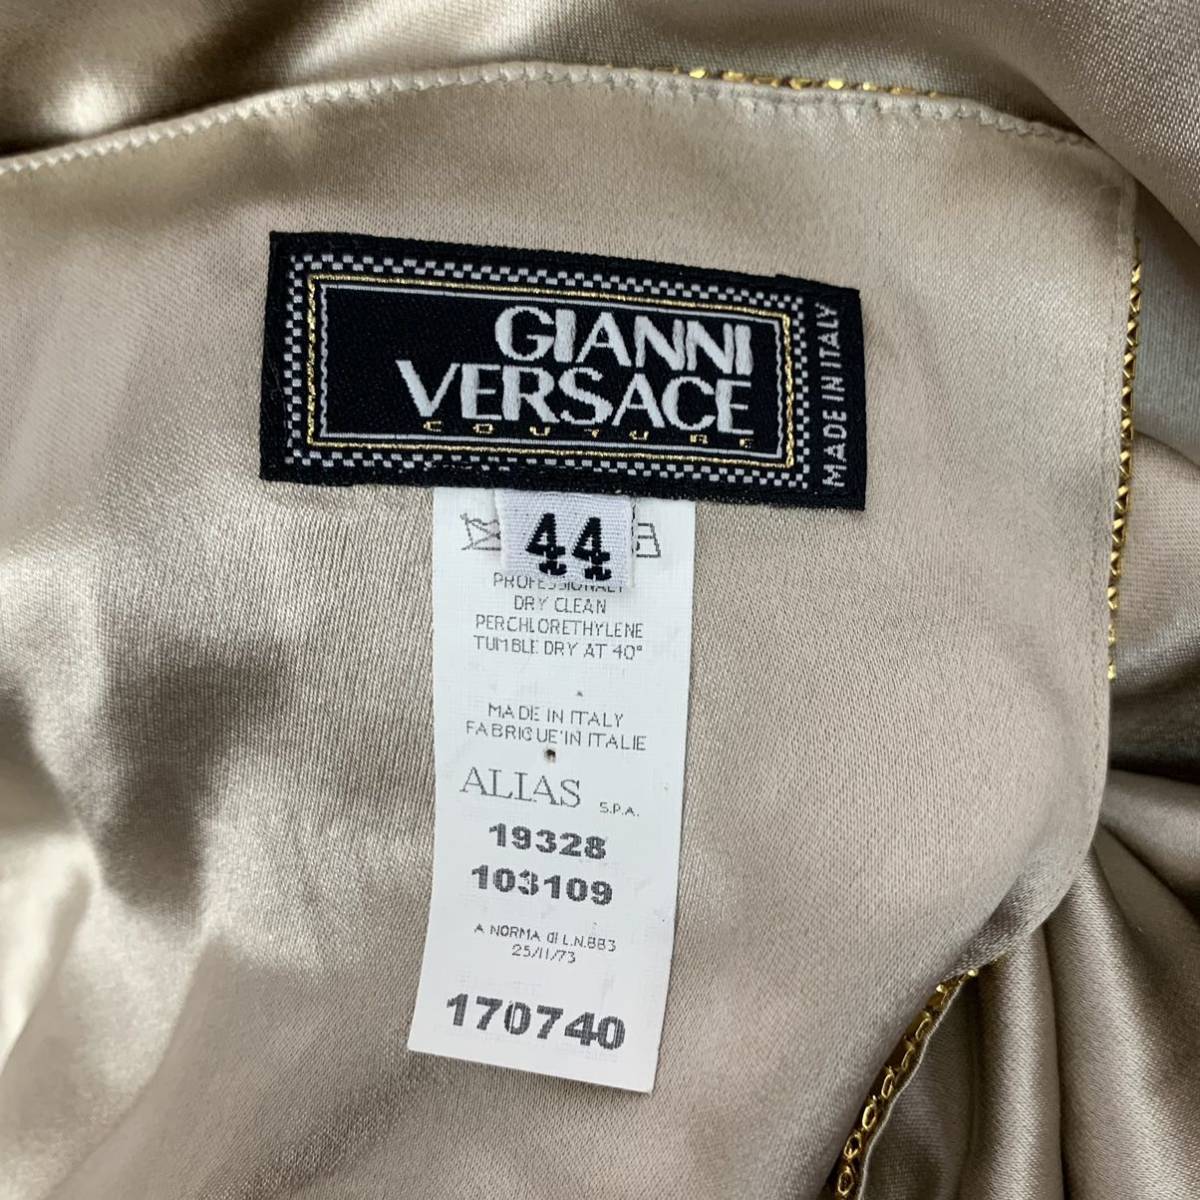 GIANNI
VERSACE
COUTURE
MADE IN ITALY
44
PROFESSIONALY
DRY CLEAN
PERCHLORETHYLENE
TUMBLE DRY AT 40°
MADE IN ITALY
FABRIQUE'IN ITALIE
ALIAS S.P.A.
19328
103109
A NORMA di L.N.883
25/11/73
170740